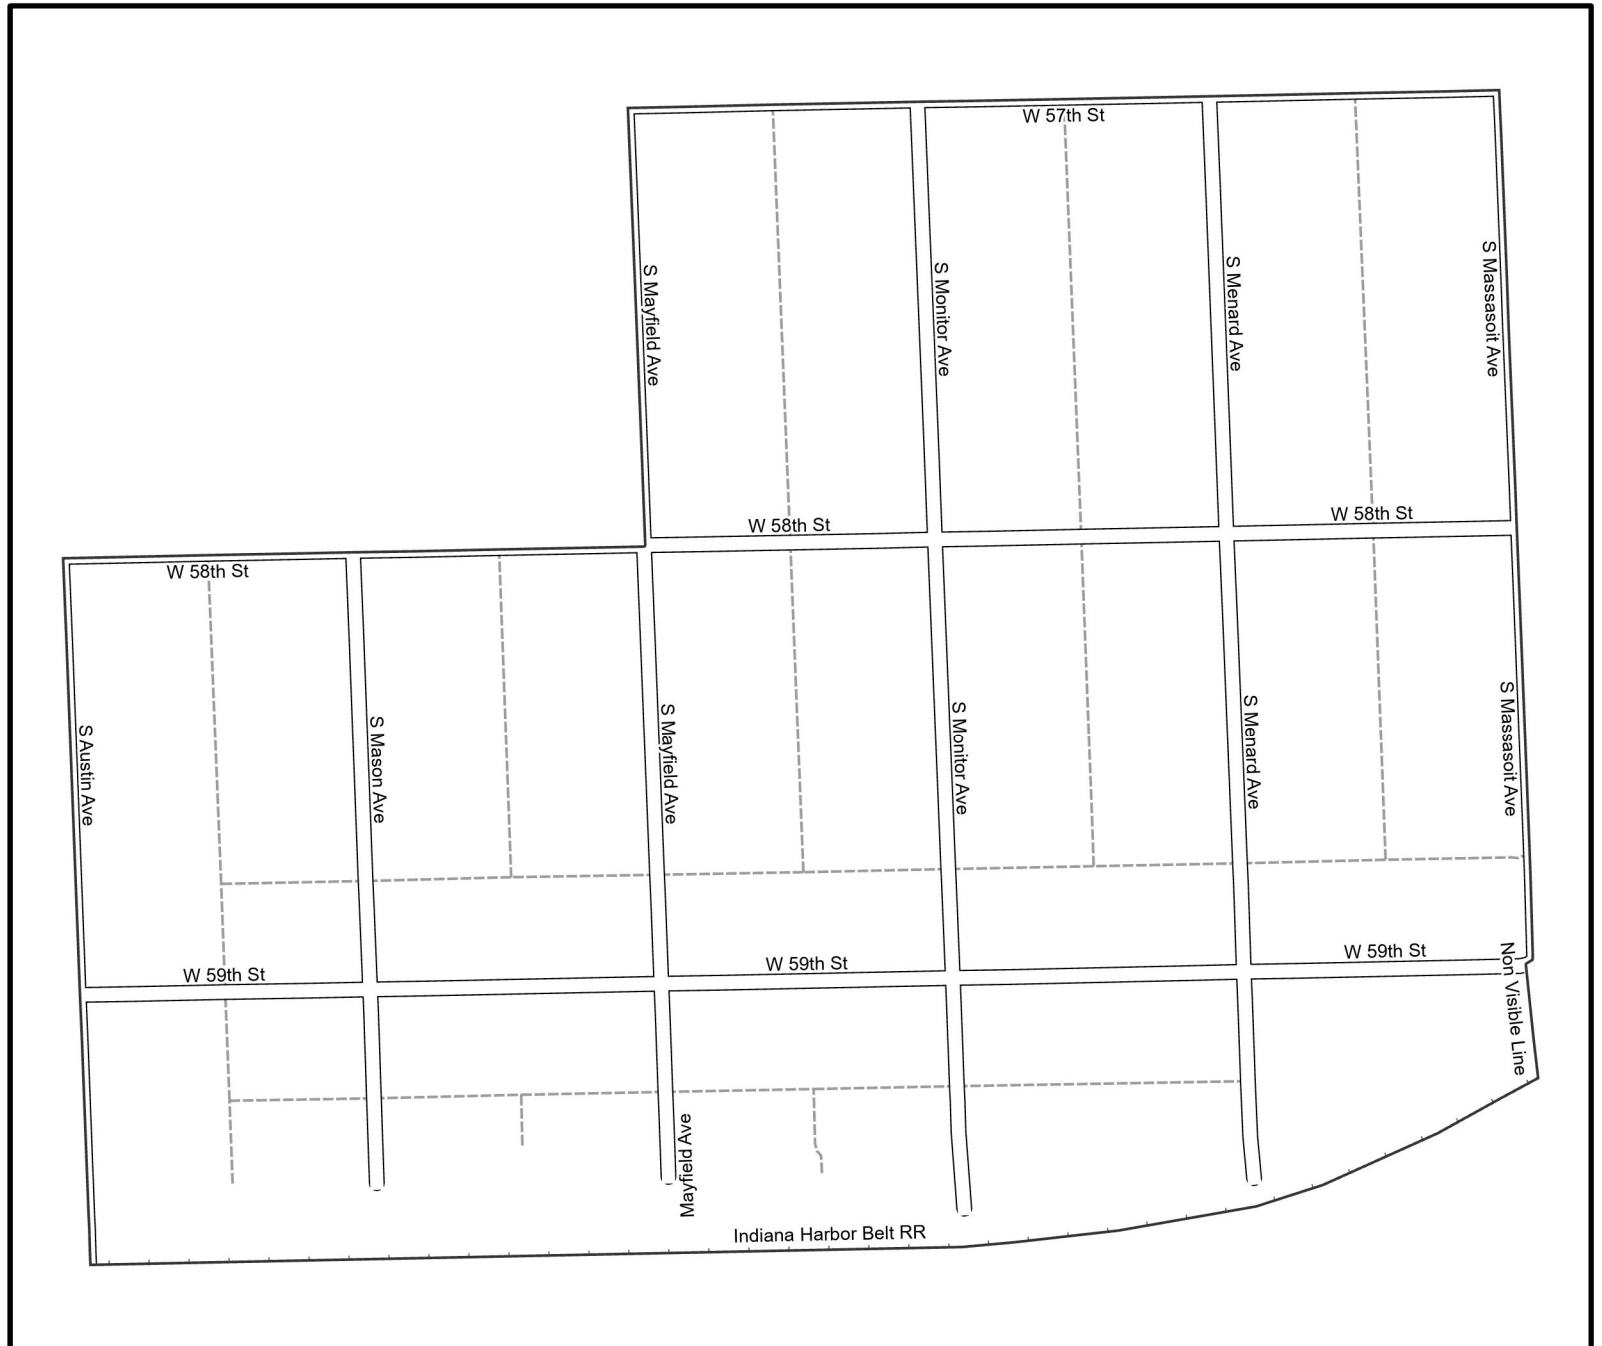 W 57th St
S Mayfield Ave
S Monitor Ave
S Menard Ave
S Massasoit Ave
W 58th St
W 58th St
W 58th St
S Austin Ave
S Mason Ave
S Mayfield Ave
S Monitor Ave
S Menard Ave
S Massasoit Ave
W 59th St
W 59th St
W 59th St
Non Visible Line
Mayfield Ave
Indiana Harbor Belt RR